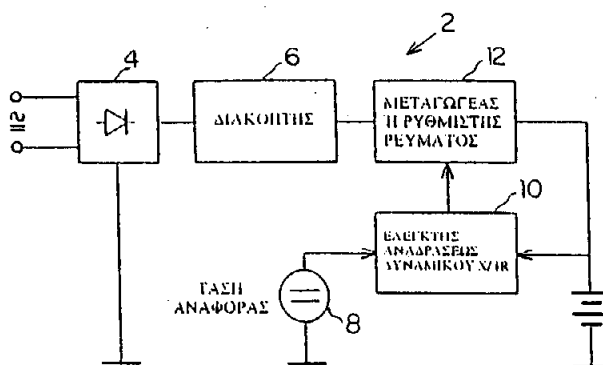 2
4
6
12
112
ΔΙΑΚΟΠΤΗΣ
ΜΕΤΑΓΩΓΕΑΣ
Ή ΡΥΘΜΙΣΤΗΣ
ΡΕΥΜΑΤΟΣ
10
ΕΛΕΓΚΤΗΣ
ΑΝΑΔΡΑΣΕΩΣ
ΔΥΝΑΜΙΚΟΥ
ΤΑΣΗ
ΑΝΑΦΟΡΑΣ
8